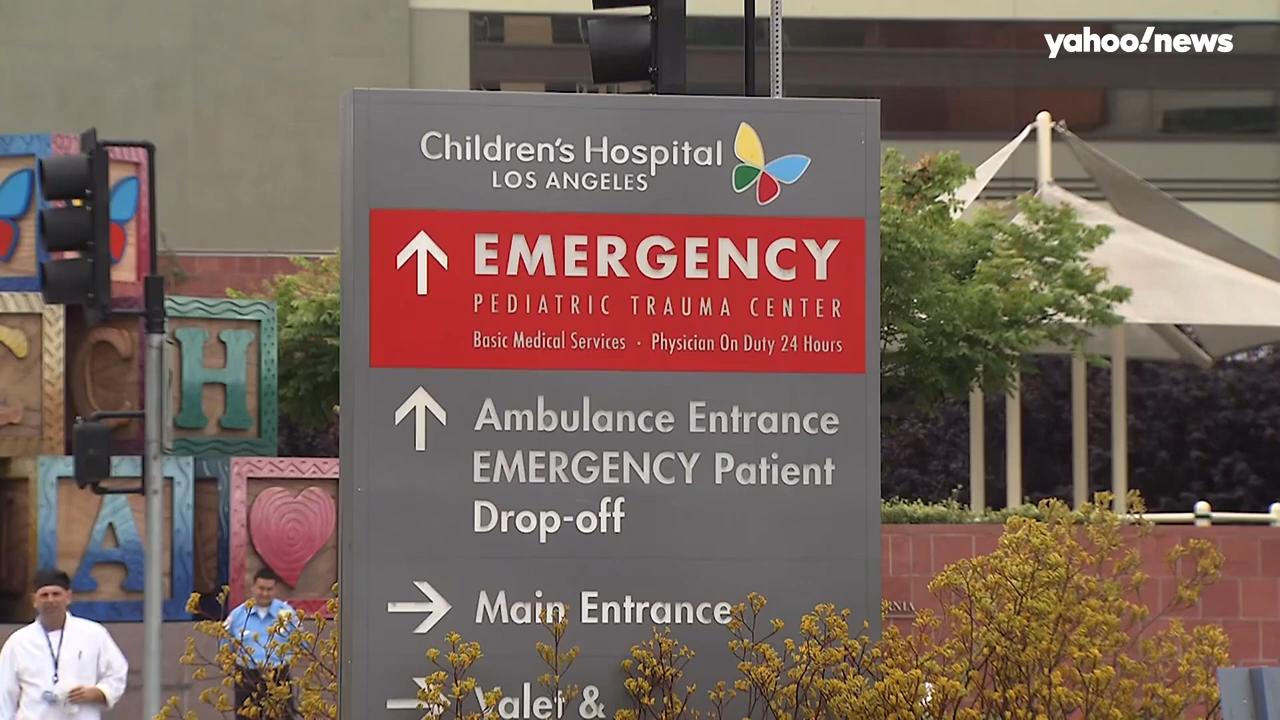 yahoo!news
Children's Hospital
LOS ANGELES
EMERGENCY
PEDIATRIC TRAUMA CENTER
Basic Medical Services · Physician On Duty 24 Hours
Ambulance Entrance
EMERGENCY Patient
Drop-off
Main Entrance
Valet &
C
H
A